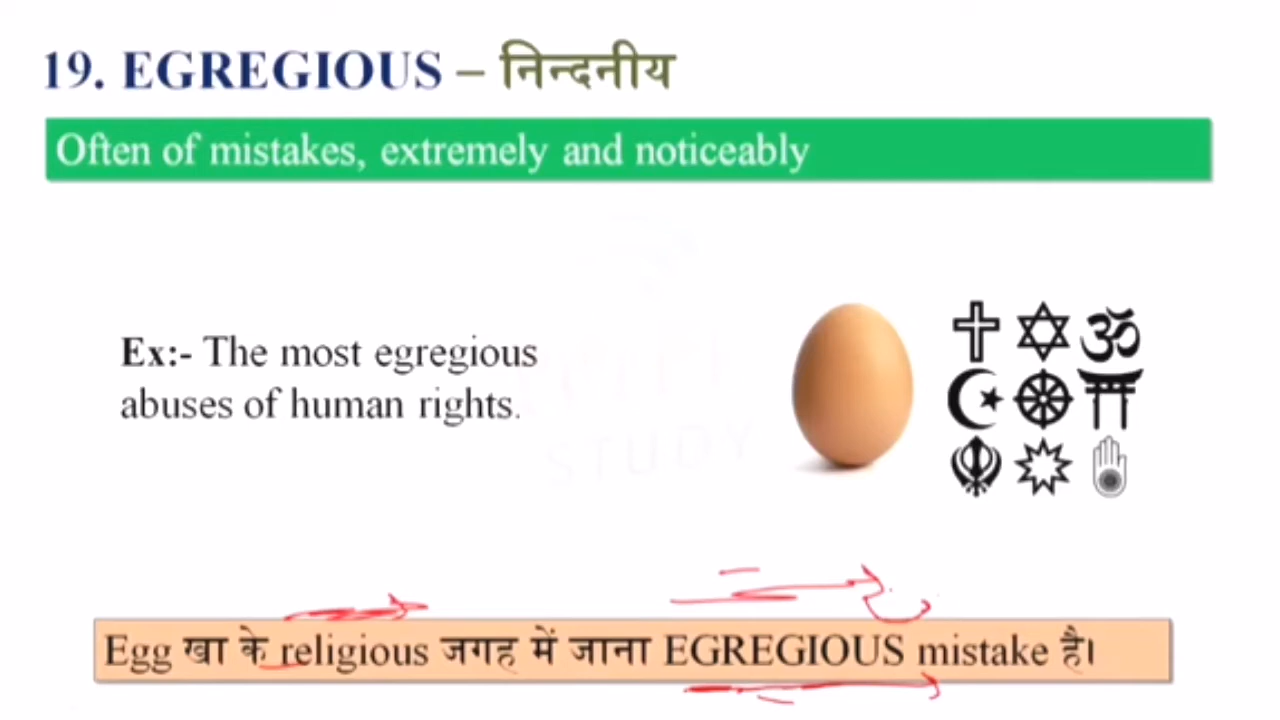 19. EGREGIOUS – निन्दनीय
Often of mistakes, extremely and noticeably
Ex:- The most egregious
abuses of human rights.
STUDY
Egg खा के religious जगह में जाना EGREGIOUS mistake है।